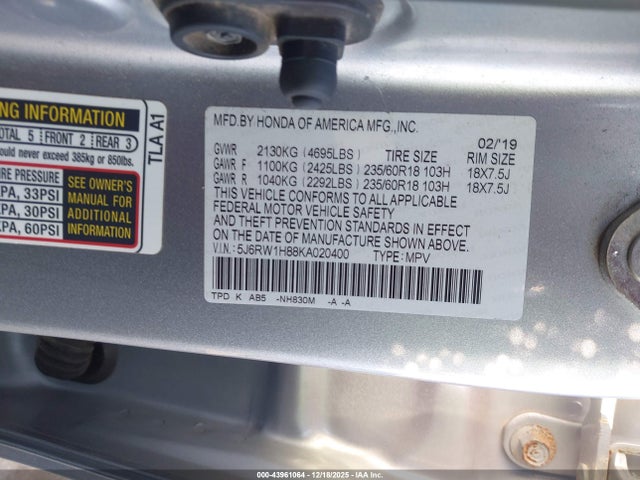 NG INFORMATION
OTAL 5 FRONT 2 REAR 3
ould never exceed 385kg or 850lbs.
RE PRESSURE
PA, 33PSI
PA, 30PSI
PA, 60PSI
SEE OWNER'S
MANUAL FOR
ADDITIONAL
INFORMATION
TLA A1
MFD.BY HONDA OF AMERICA MFG.,INC.
02/'19
GVWR 2130KG (4695LBS) TIRE SIZE RIM SIZE
GAWR F 1100KG (2425LBS) 235/60R18 103H 18X7.5J
GAWR R 1040KG (2292LBS) 235/60R18 103H 18X7.5J
THIS VEHICLE CONFORMS TO ALL APPLICABLE
FEDERAL MOTOR VEHICLE SAFETY
AND THEFT PREVENTION STANDARDS IN EFFECT
ON THE DATE OF MANUFACTURE SHOWN ABOVE.
V.I.N.: 5J6RW1H88KA020400 TYPE: MPV
TPD K AB5 -NH830M -A -A
000-43961064 - 12/18/2025 - IAA Inc.